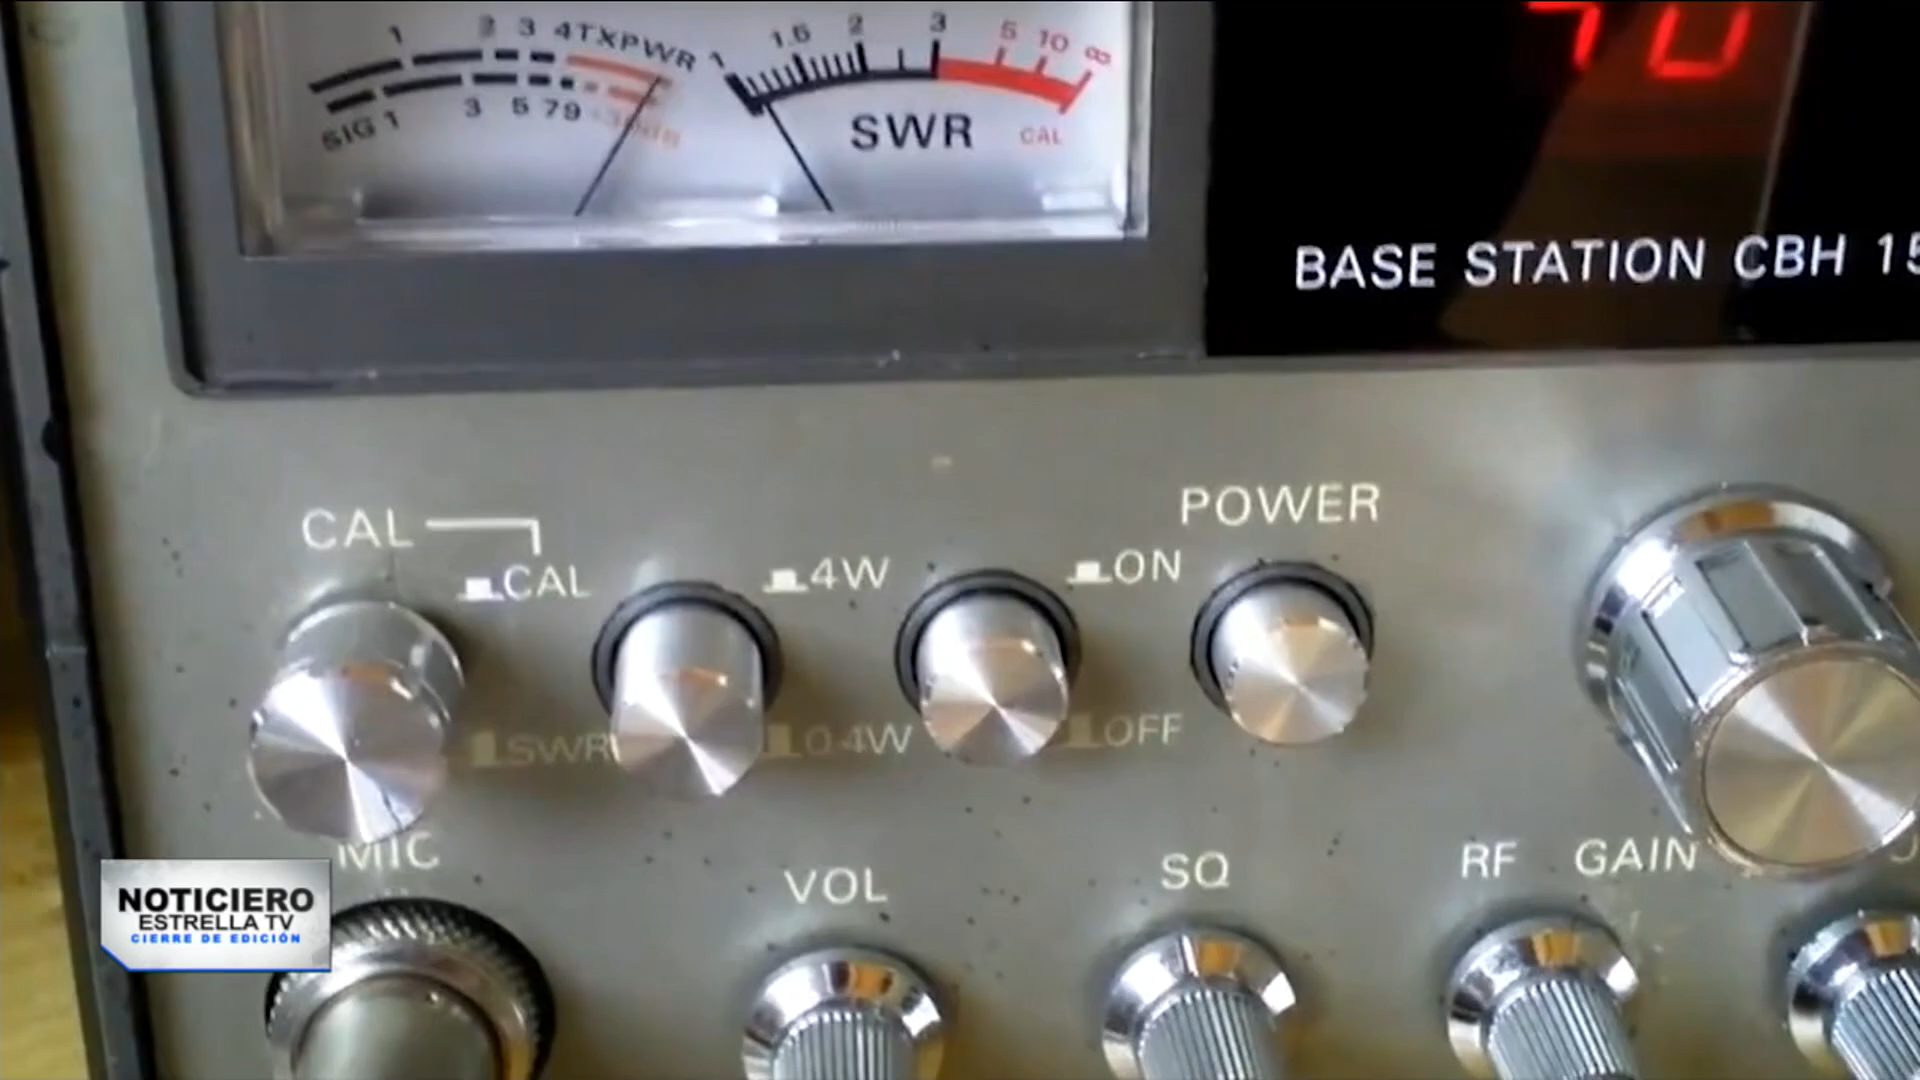 1 2 3 4TXPWR
SIG 1 3 5 7 9
1 1.5 2 3 5 10 ∞
SWR CAL
BASE STATION CBH 15
CAL
CAL 4W ON POWER
SWR 0.4W OFF
MIC VOL SQ RF GAIN
NOTICIERO
ESTRELLA TV
CIERRE DE EDICIÓN